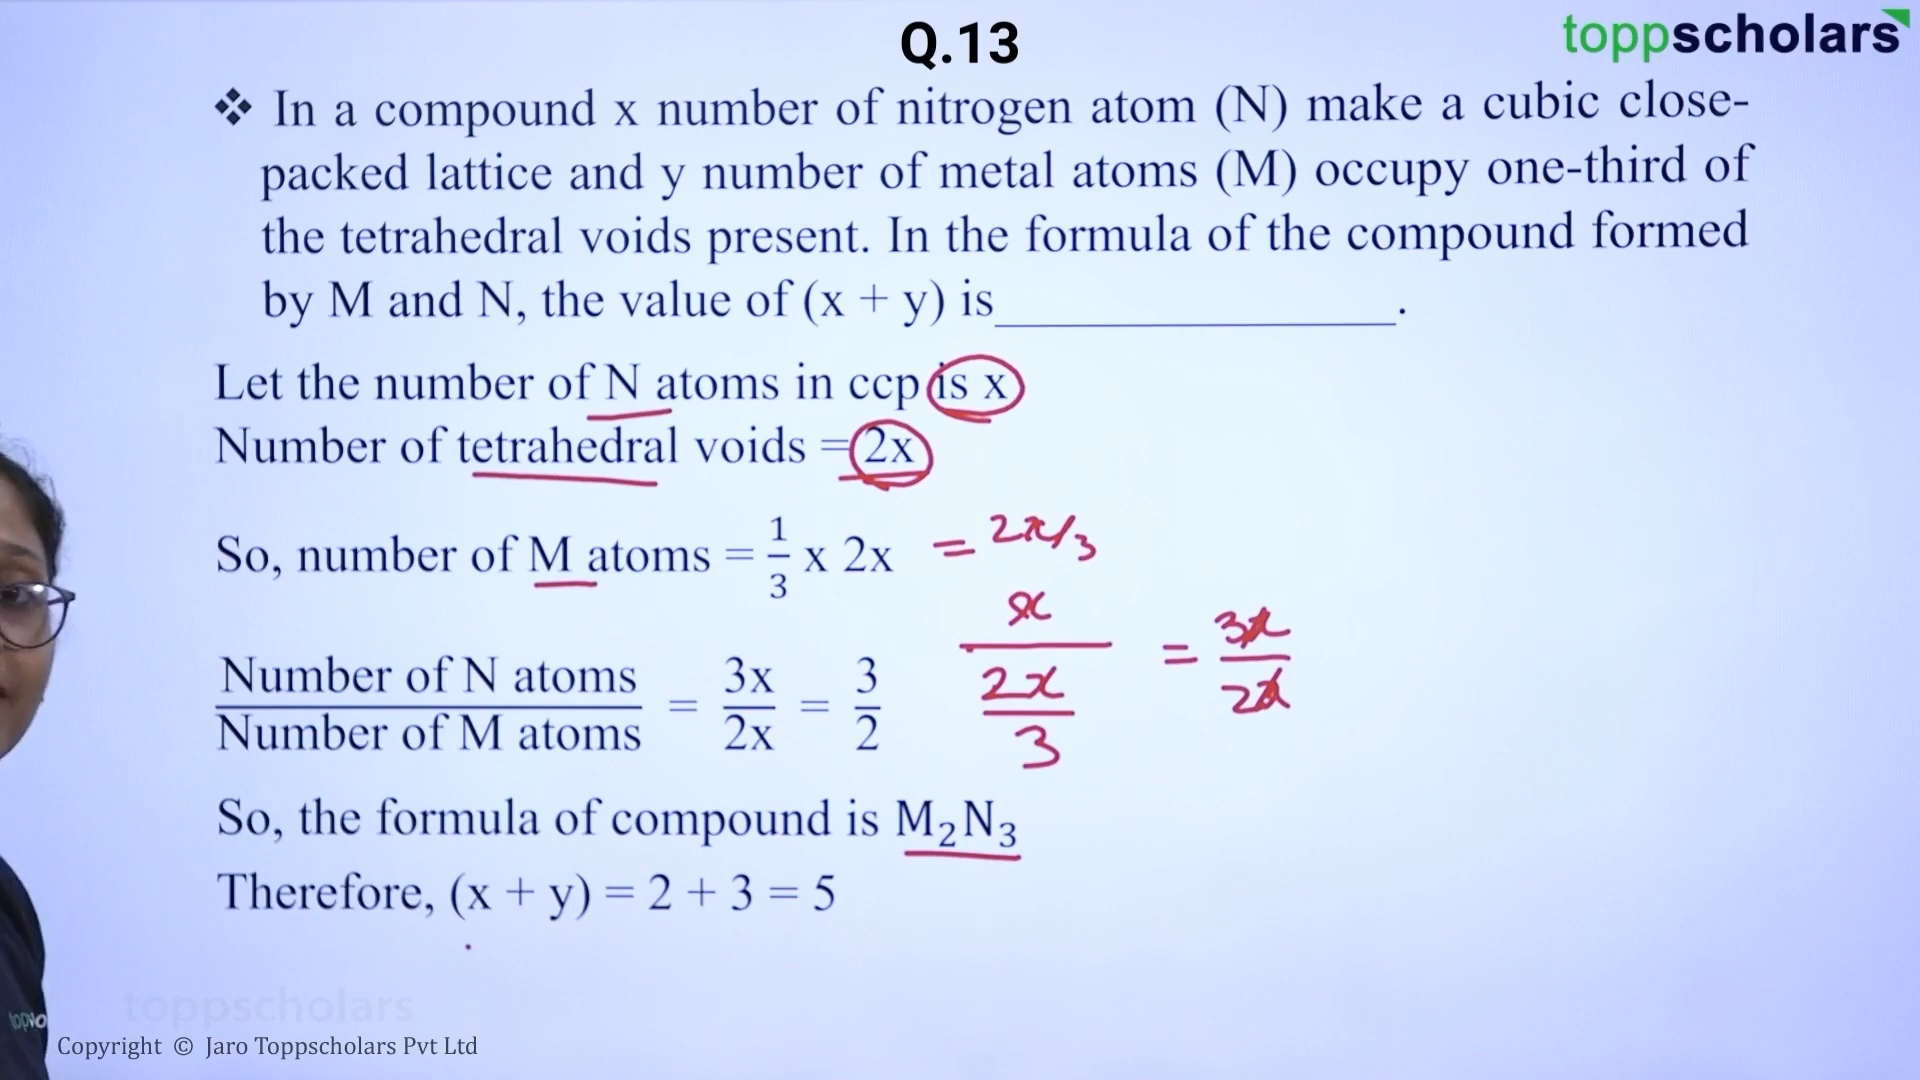 Q.13
toppscholars
❖ In a compound x number of nitrogen atom (N) make a cubic close-
packed lattice and y number of metal atoms (M) occupy one-third of
the tetrahedral voids present. In the formula of the compound formed
by M and N, the value of (x + y) is____________.
Let the number of N atoms in ccp is x
Number of tetrahedral voids = 2x
So, number of M atoms = 1/3 x 2x = 2x/3
Number of N atoms / Number of M atoms = 3x/2x = 3/2
x / (2x/3) = 3x/2x
So, the formula of compound is M₂N₃
Therefore, (x + y) = 2 + 3 = 5
toppscholars
Copyright © Jaro Toppscholars Pvt Ltd